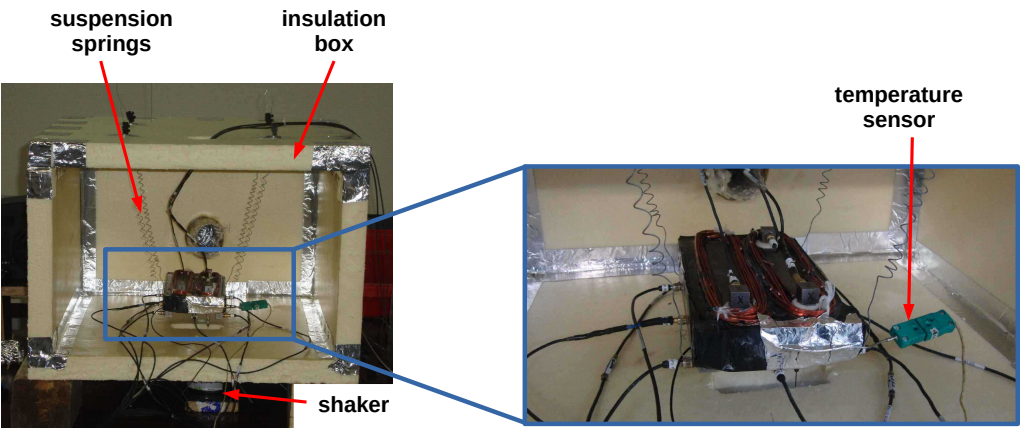 suspension
springs
insulation
box
temperature
sensor
shaker